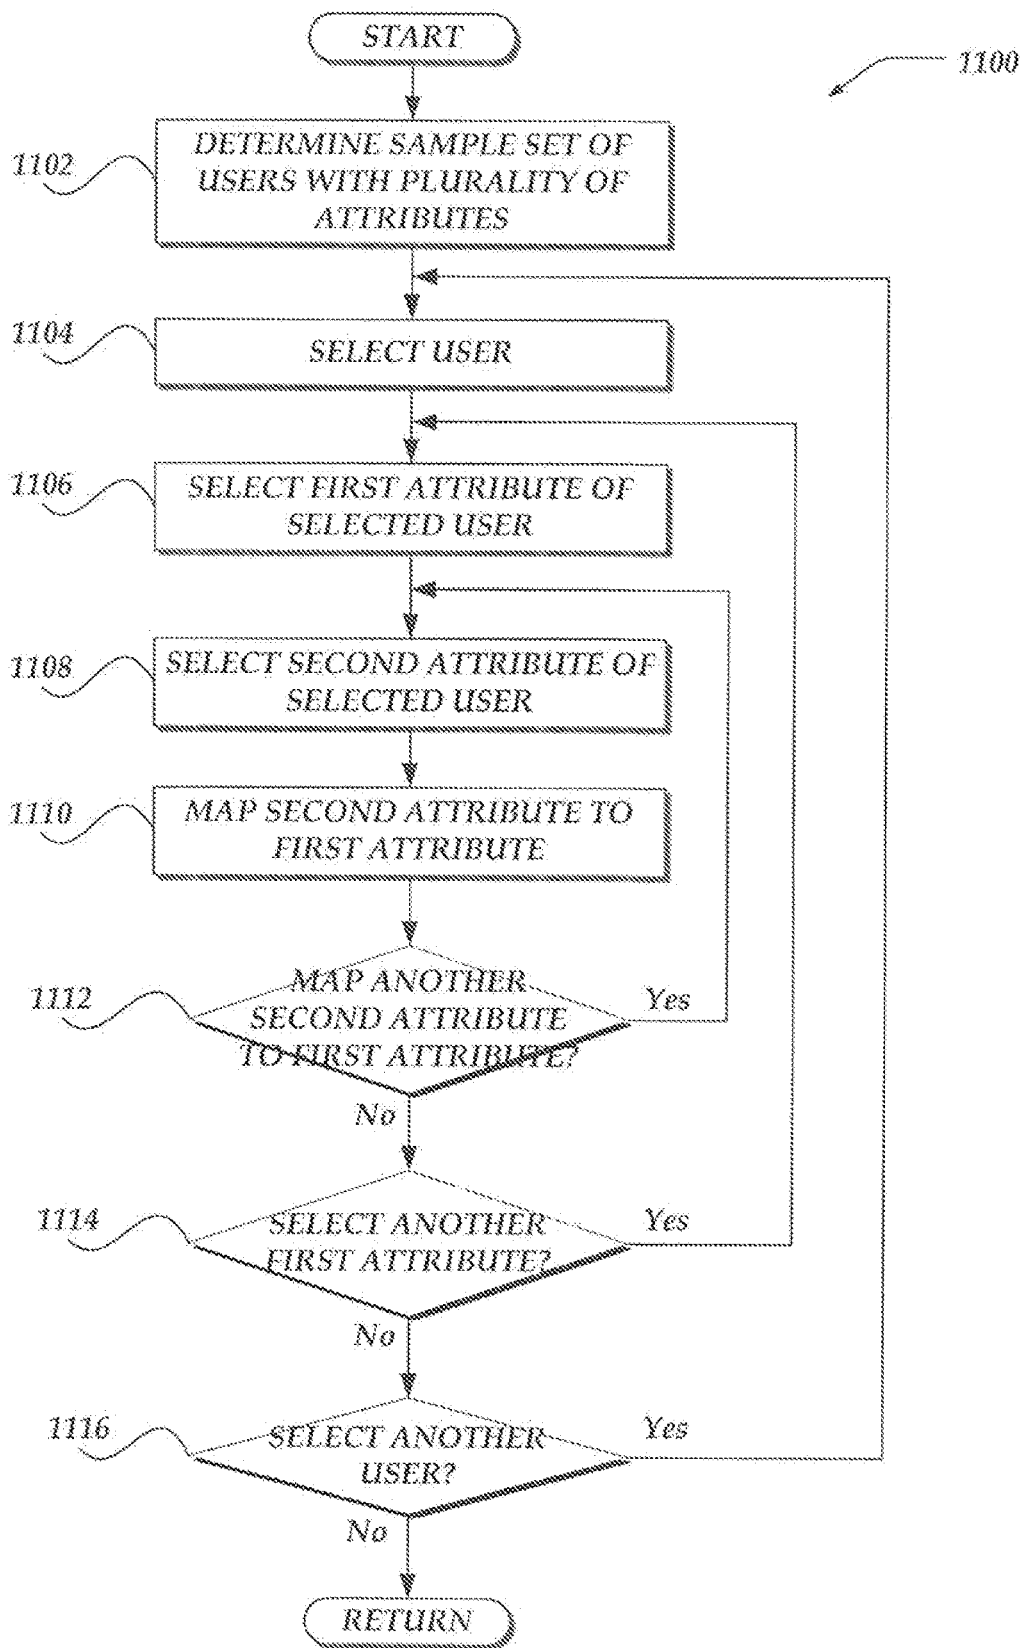 START
1100
1102
DETERMINE SAMPLE SET OF
USERS WITH PLURALITY OF
ATTRIBUTES
1104
SELECT USER
1106
SELECT FIRST ATTRIBUTE OF
SELECTED USER
1108
SELECT SECOND ATTRIBUTE OF
SELECTED USER
1110
MAP SECOND ATTRIBUTE TO
FIRST ATTRIBUTE
1112
MAP ANOTHER
SECOND ATTRIBUTE
TO FIRST ATTRIBUTE?
Yes
No
1114
SELECT ANOTHER
FIRST ATTRIBUTE?
Yes
No
1116
SELECT ANOTHER
USER?
Yes
No
RETURN